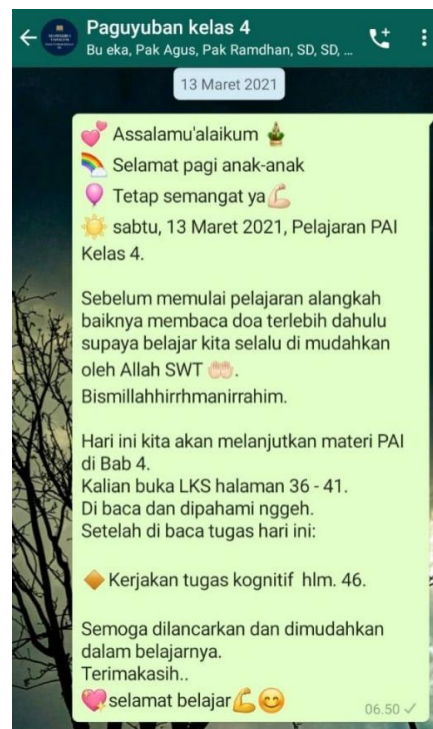 Paguyuban kelas 4
Bu eka, Pak Agus, Pak Ramdhan, SD, SD, ...
13 Maret 2021
💕 Assalamu'alaikum 🎍
🌈 Selamat pagi anak-anak
🎈 Tetap semangat ya💪🏻
☀️ sabtu, 13 Maret 2021, Pelajaran PAI
Kelas 4.
Sebelum memulai pelajaran alangkah
baiknya membaca doa terlebih dahulu
supaya belajar kita selalu di mudahkan
oleh Allah SWT 🤲🏻.
Bismillahhirrhmanirrahim.
Hari ini kita akan melanjutkan materi PAI
di Bab 4.
Kalian buka LKS halaman 36 - 41.
Di baca dan dipahami nggeh.
Setelah di baca tugas hari ini:
🔶 Kerjakan tugas kognitif hlm. 46.
Semoga dilancarkan dan dimudahkan
dalam belajarnya.
Terimakasih..
💖selamat belajar💪😊
06.50 ✓